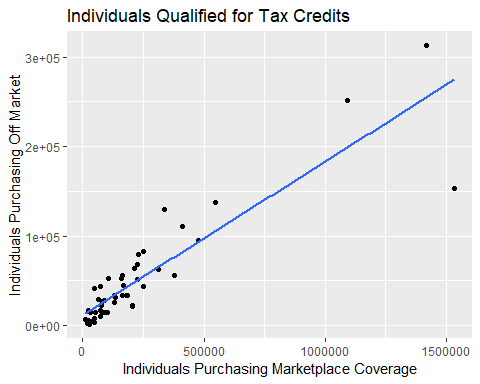 Individuals Qualified for Tax Credits
Individuals Purchasing Off Market
3e+05
2e+05
1e+05
0e+00
0
500000
1000000
1500000
Individuals Purchasing Marketplace Coverage